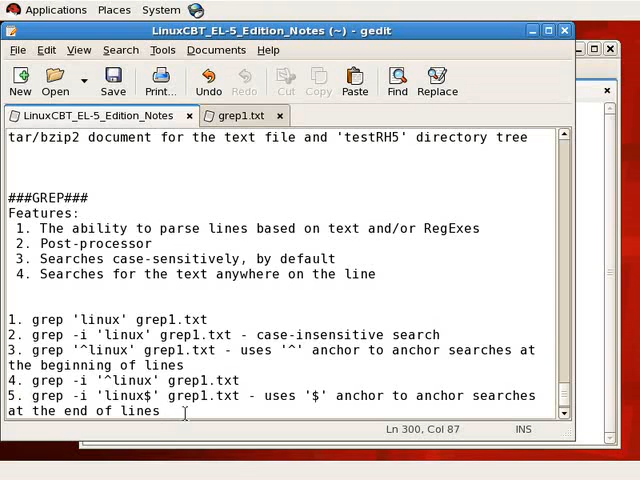 Applications Places System
LinuxCBT_EL-5_Edition_Notes (~) - gedit
File Edit View Search Tools Documents Help
New Open Save Print... Undo Redo Cut Copy Paste Find Replace
LinuxCBT_EL-5_Edition_Notes grep1.txt
tar/bzip2 document for the text file and 'testRH5' directory tree
###GREP###
Features:
1. The ability to parse lines based on text and/or RegExes
2. Post-processor
3. Searches case-sensitively, by default
4. Searches for the text anywhere on the line
1. grep 'linux' grep1.txt
2. grep -i 'linux' grep1.txt - case-insensitive search
3. grep '^linux' grep1.txt - uses '^' anchor to anchor searches at
the beginning of lines
4. grep -i '^linux' grep1.txt
5. grep -i 'linux$' grep1.txt - uses '$' anchor to anchor searches
at the end of lines
Ln 300, Col 87 INS